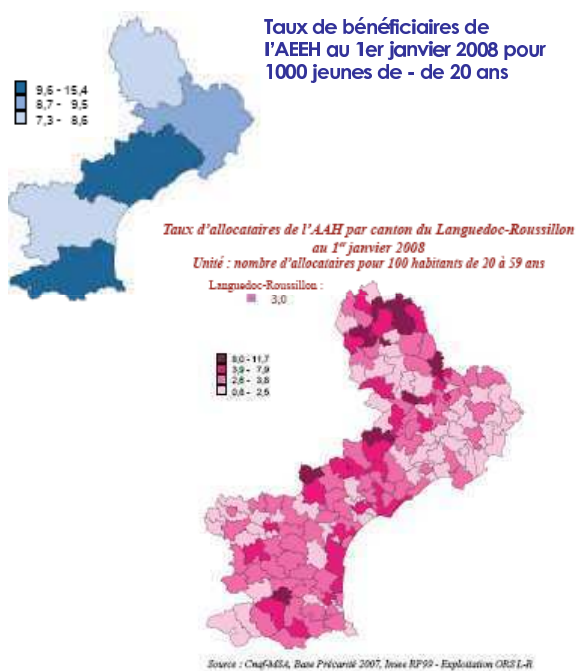 Taux de bénéficiaires de
l'AEEH au 1er janvier 2008 pour
1000 jeunes de - de 20 ans
9,6 - 15,4
8,7 - 9,5
7,3 - 8,6
Taux d'allocataires de l'AAH par canton du Languedoc-Roussillon
au 1er janvier 2008
Unité : nombre d'allocataires pour 100 habitants de 20 à 59 ans
Languedoc-Roussillon :
3,0
8,0 - 11,7
3,9 - 7,9
2,6 - 3,8
0,8 - 2,5
Source : Cnaf-MSA, Base Précarité 2007, Insee RP99 - Exploitation ORS L-R